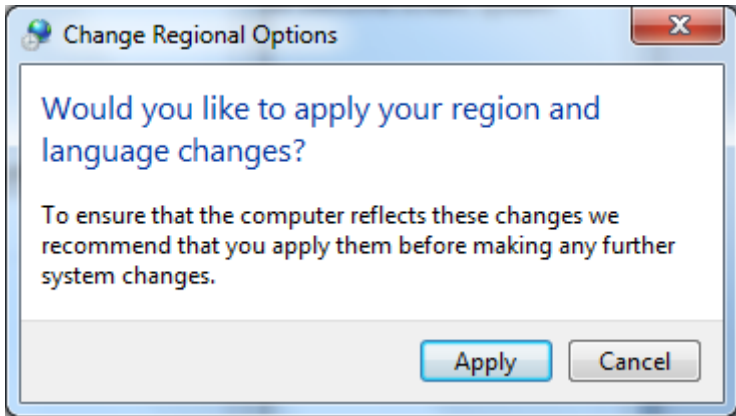 Change Regional Options
Would you like to apply your region and
language changes?
To ensure that the computer reflects these changes we
recommend that you apply them before making any further
system changes.
Apply Cancel